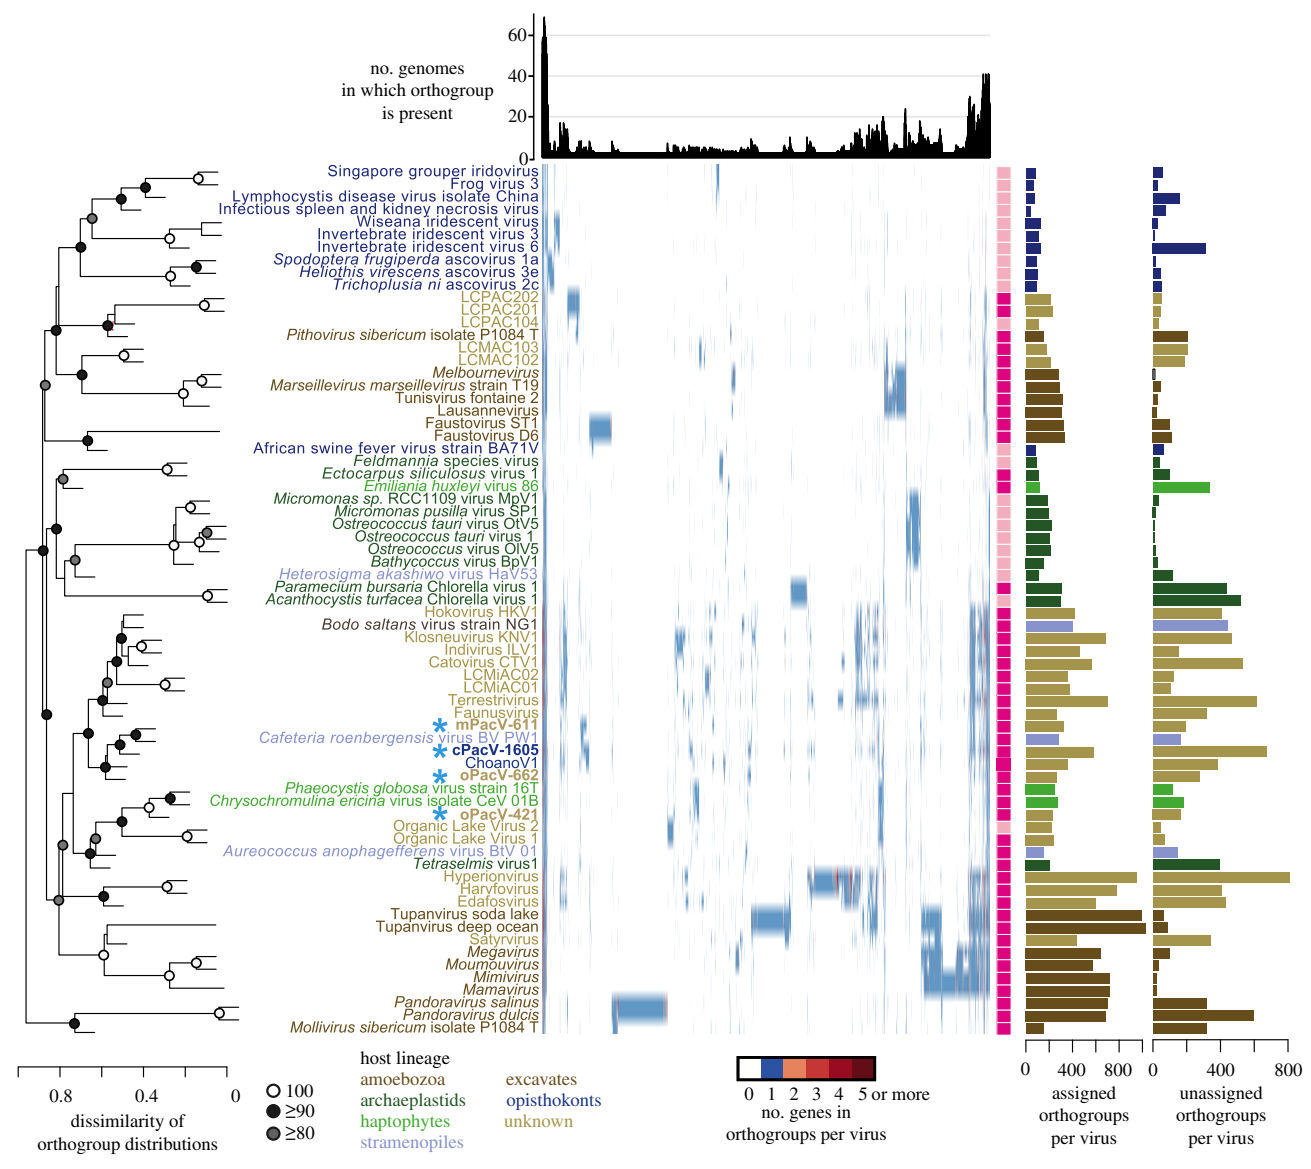 60
40
20
0
no. genomes
in which orthogroup
is present
Singapore grouper iridovirus
Frog virus 3
Lymphocystis disease virus isolate China
Infectious spleen and kidney necrosis virus
Wiseana iridescent virus
Invertebrate iridescent virus 3
Invertebrate iridescent virus 6
Spodoptera frugiperda ascovirus 1a
Heliothis virescens ascovirus 3e
Trichoplusia ni ascovirus 2c
LCPAC202
LCPAC201
LCPAC104
Pithovirus sibericum isolate P1084 T
LCMAC103
LCMAC102
Melbournevirus
Marseillevirus marseillevirus strain T19
Tunisvirus fontaine 2
Lausannevirus
Faustovirus ST1
Faustovirus D6
African swine fever virus strain BA71V
Feldmannia species virus
Ectocarpus siliculosus virus 1
Emiliania huxleyi virus 86
Micromonas sp. RCC1109 virus MpV1
Micromonas pusilla virus SP1
Ostreococcus tauri virus OtV5
Ostreococcus tauri virus 1
Ostreococcus virus OlV5
Bathycoccus virus BpV1
Heterosigma akashiwo virus HaV53
Paramecium bursaria Chlorella virus 1
Acanthocystis turfacea Chlorella virus 1
Hokovirus HKV1
Bodo saltans virus strain NG1
Klosneuvirus KNV1
Indivirus ILV1
Catovirus CTV1
LCMiAC02
LCMiAC01
Terrestrivirus
Faunusvirus
* mPacV-611
Cafeteria roenbergensis virus BV PW1
* cPacV-1605
ChoanoV1
* oPacV-662
Phaeocystis globosa virus strain 16T
Chrysochromulina ericina virus isolate CeV 01B
* oPacV-421
Organic Lake Virus 2
Organic Lake Virus 1
Aureococcus anophagefferens virus BtV 01
Tetraselmis virus1
Hyperionvirus
Harvfovirus
Edafosvirus
Tupanvirus soda lake
Tupanvirus deep ocean
Satyrvirus
Megavirus
Moumouvirus
Mimivirus
Mamavirus
Pandoravirus salinus
Pandoravirus dulcis
Mollivirus sibericum isolate P1084 T
0.8 0.4 0
dissimilarity of
orthogroup distributions
100
≥90
≥80
host lineage
amoebozoa excavates
archaeplastids opisthokonts
haptophytes unknown
stramenopiles
0 1 2 3 4 5 or more
no. genes in
orthogroups per virus
0 400 800
assigned
orthogroups
per virus
0 400 800
unassigned
orthogroups
per virus